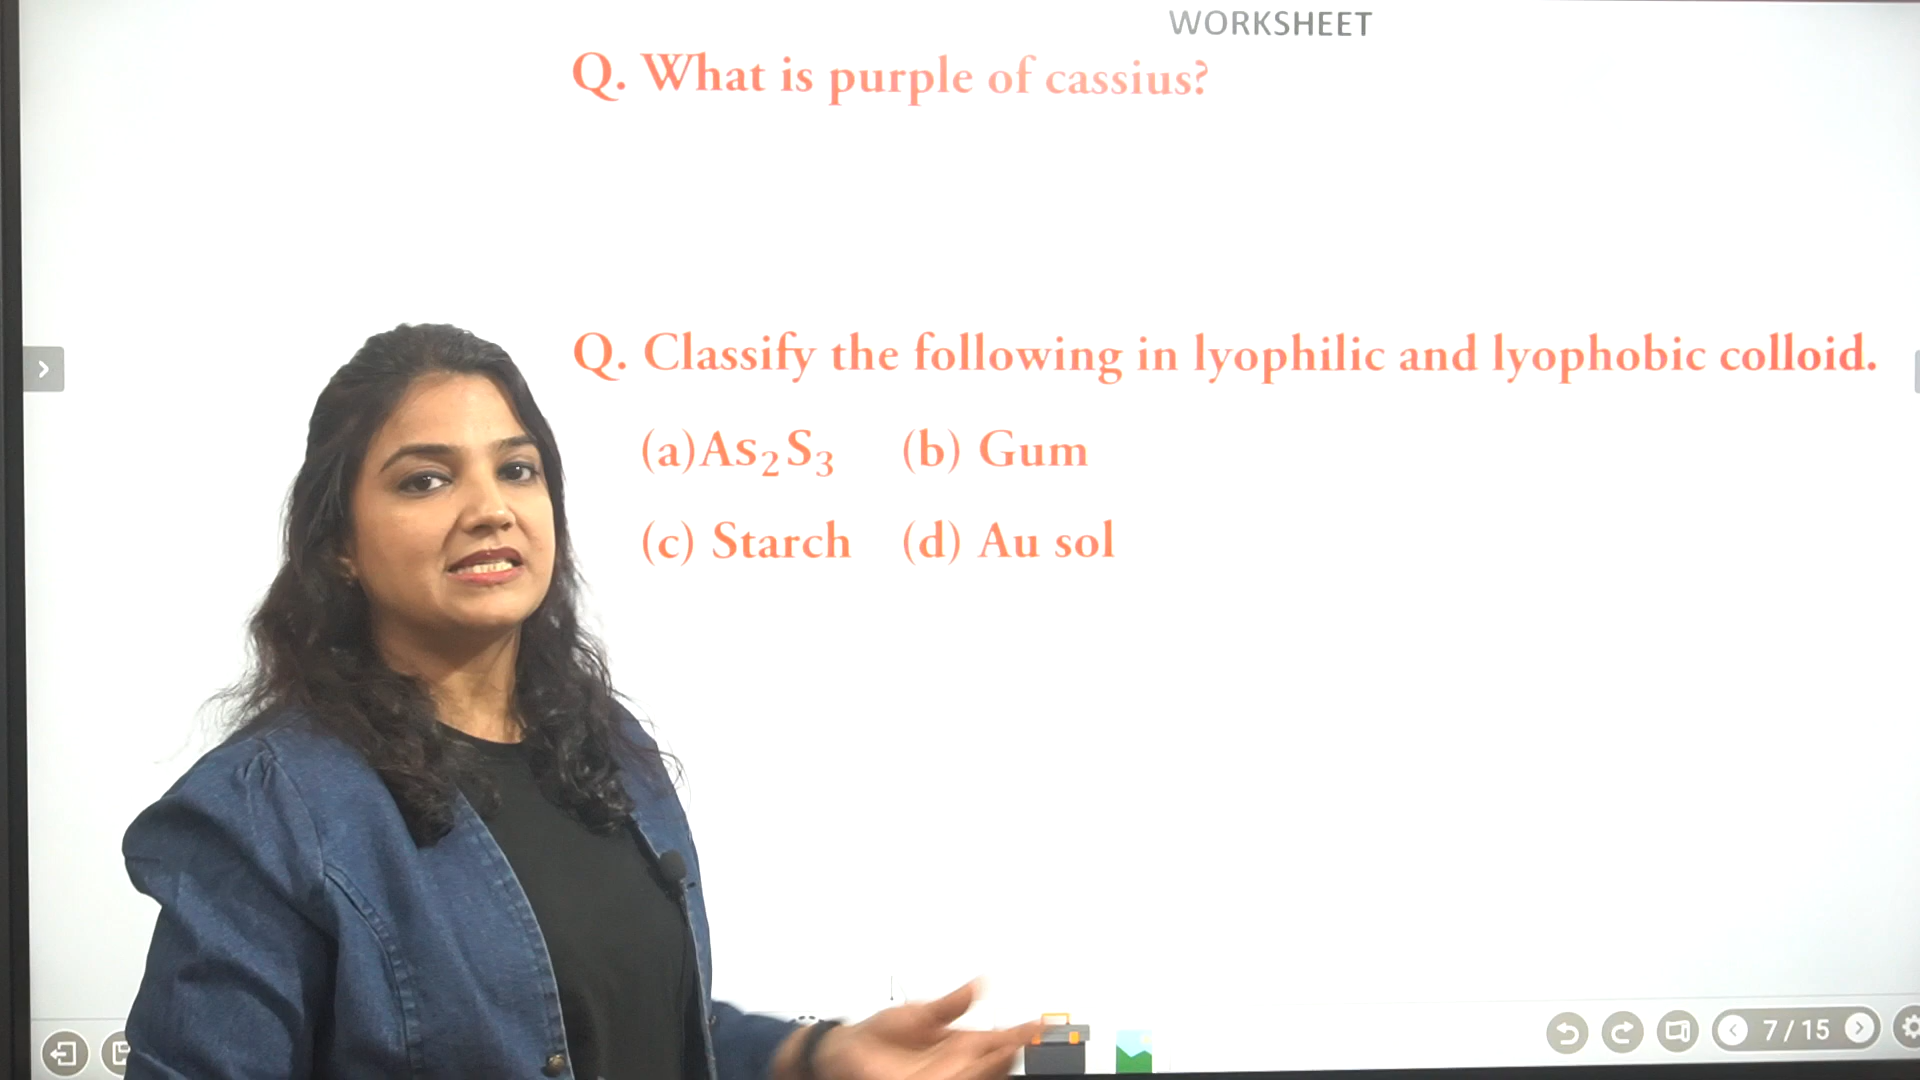 WORKSHEET
Q. What is purple of cassius?
Q. Classify the following in lyophilic and lyophobic colloid.
(a)As₂S₃ (b) Gum
(c) Starch (d) Au sol
7/15